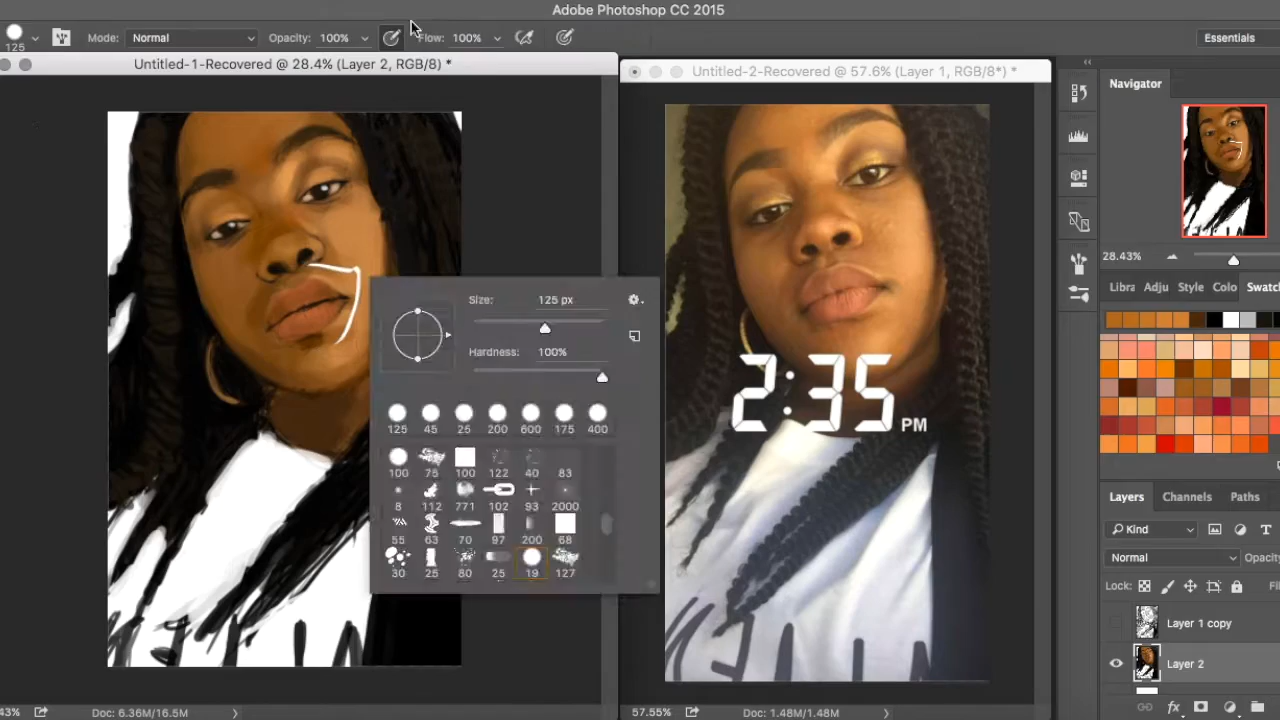 Adobe Photoshop CC 2015
125
Mode: Normal
Opacity: 100%
Flow: 100%
Essentials
Untitled-1-Recovered @ 28.4% (Layer 2, RGB/8) *
Untitled-2-Recovered @ 57.6% (Layer 1, RGB/8*) *
Navigator
28.43%
Libra Adju Style Colo Swatc
Size: 125 px
Hardness: 100%
125 45 25 200 600 175 400
100 75 100 122 40 83
8 112 771 102 93 2000
55 63 70 97 200 68
30 25 80 25 19 127
2:35 PM
Layers Channels Paths
Kind
Normal
Opacity
Lock:
Fi
Layer 1 copy
Layer 2
43%
Doc: 6.36M/16.5M
57.55%
Doc: 1.48M/1.48M
fx